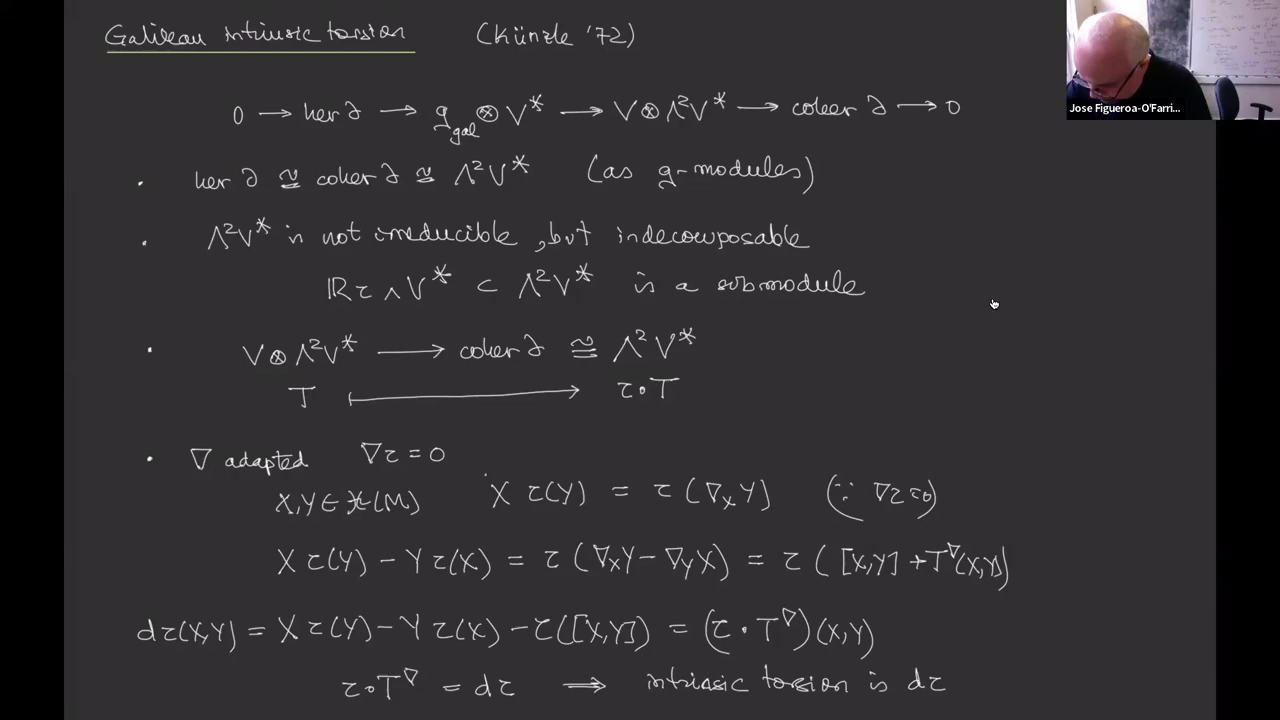 Galilean intrinsic torsion (Künzle '72)
Jose Figueroa-O'Farri...
0 → ker ∂ → g_gal ⊗ V* → V ⊗ Λ²V* → coker ∂ → 0
· ker ∂ ≅ coker ∂ ≅ Λ²V* (as g-modules)
· Λ²V* is not irreducible, but indecomposable
ℝτ ∧ V* ⊂ Λ²V* is a submodule
· V ⊗ Λ²V* → coker ∂ ≅ Λ²V*
T ↦ τ∘T
· ∇ adapted ∇τ = 0
X,Y ∈ 𝔛(M) X τ(Y) = τ(∇_X Y) (∵ ∇τ=0)
X τ(Y) − Y τ(X) = τ(∇_X Y − ∇_Y X) = τ([X,Y] + T^∇(X,Y))
dτ(X,Y) = X τ(Y) − Y τ(X) − τ([X,Y]) = (τ∘T^∇)(X,Y)
τ∘T^∇ = dτ ⇒ intrinsic torsion is dτ